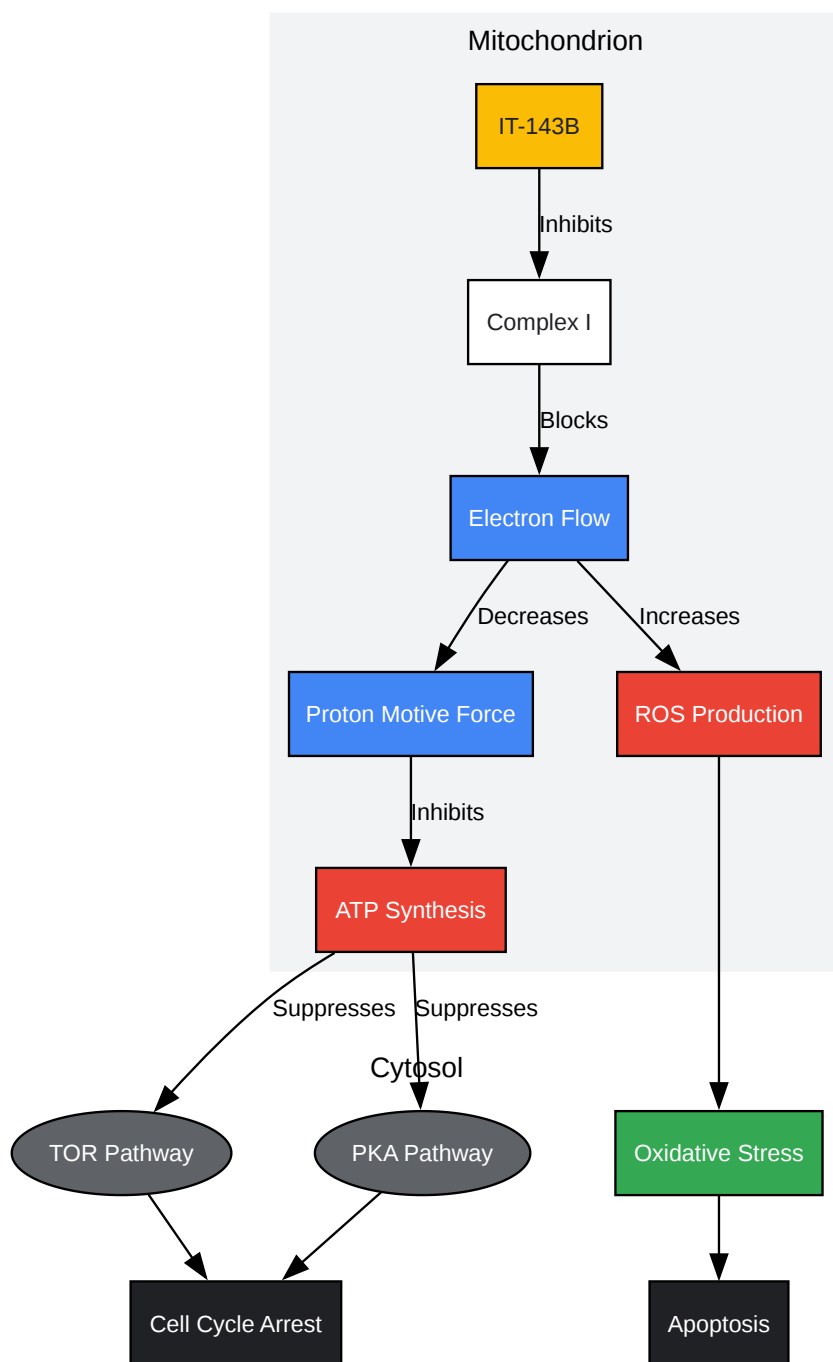 Mitochondrion
IT-143B
Inhibits
Complex I
Blocks
Electron Flow
Decreases
Increases
Proton Motive Force
ROS Production
Inhibits
ATP Synthesis
Suppresses
Suppresses
Cytosol
TOR Pathway
PKA Pathway
Oxidative Stress
Cell Cycle Arrest
Apoptosis